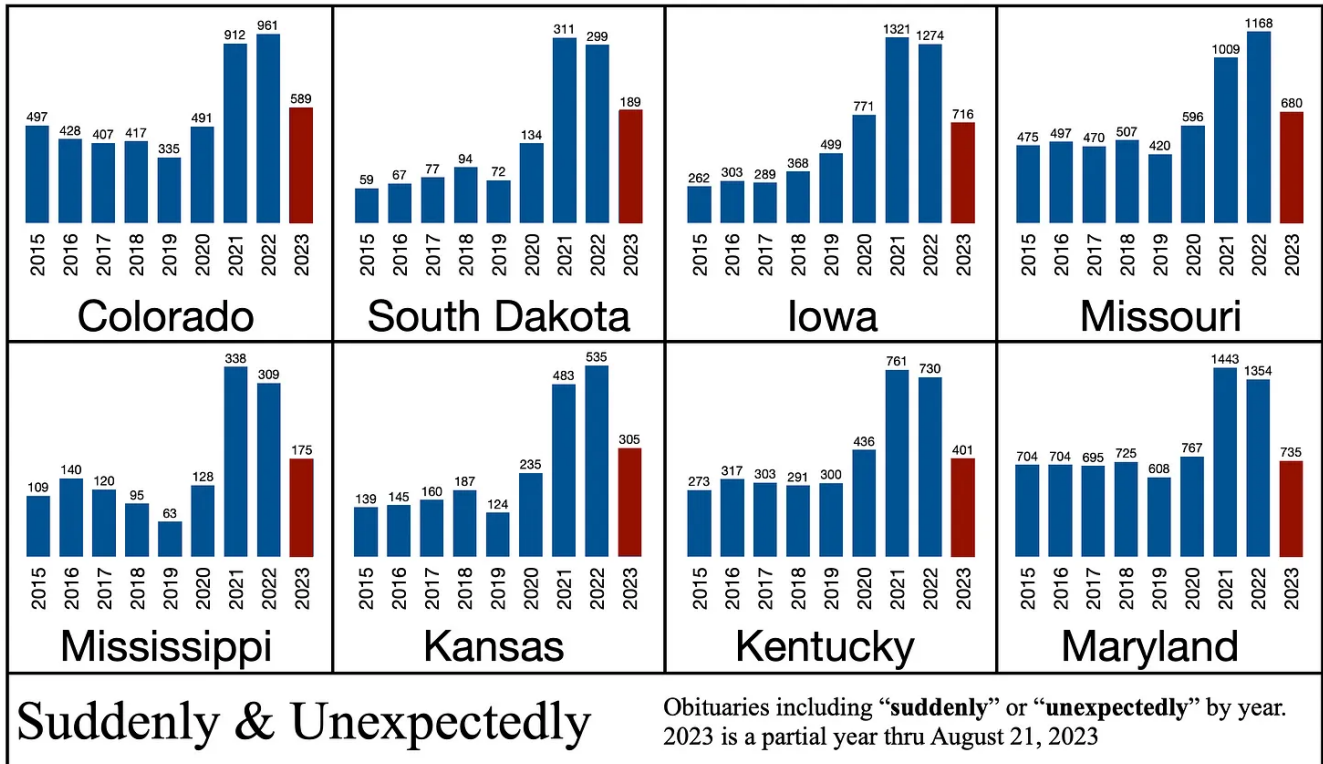 497 428 407 417 335 491 912 961 589
2015 2016 2017 2018 2019 2020 2021 2022 2023
Colorado
59 67 77 94 72 134 311 299 189
2015 2016 2017 2018 2019 2020 2021 2022 2023
South Dakota
262 303 289 368 499 771 1321 1274 716
2015 2016 2017 2018 2019 2020 2021 2022 2023
Iowa
475 497 470 507 420 596 1009 1168 680
2015 2016 2017 2018 2019 2020 2021 2022 2023
Missouri
109 140 120 95 63 128 338 309 175
2015 2016 2017 2018 2019 2020 2021 2022 2023
Mississippi
139 145 160 187 124 235 483 535 305
2015 2016 2017 2018 2019 2020 2021 2022 2023
Kansas
273 317 303 291 300 436 761 730 401
2015 2016 2017 2018 2019 2020 2021 2022 2023
Kentucky
704 704 695 725 608 767 1443 1354 735
2015 2016 2017 2018 2019 2020 2021 2022 2023
Maryland
Suddenly & Unexpectedly
Obituaries including “suddenly” or “unexpectedly” by year.
2023 is a partial year thru August 21, 2023